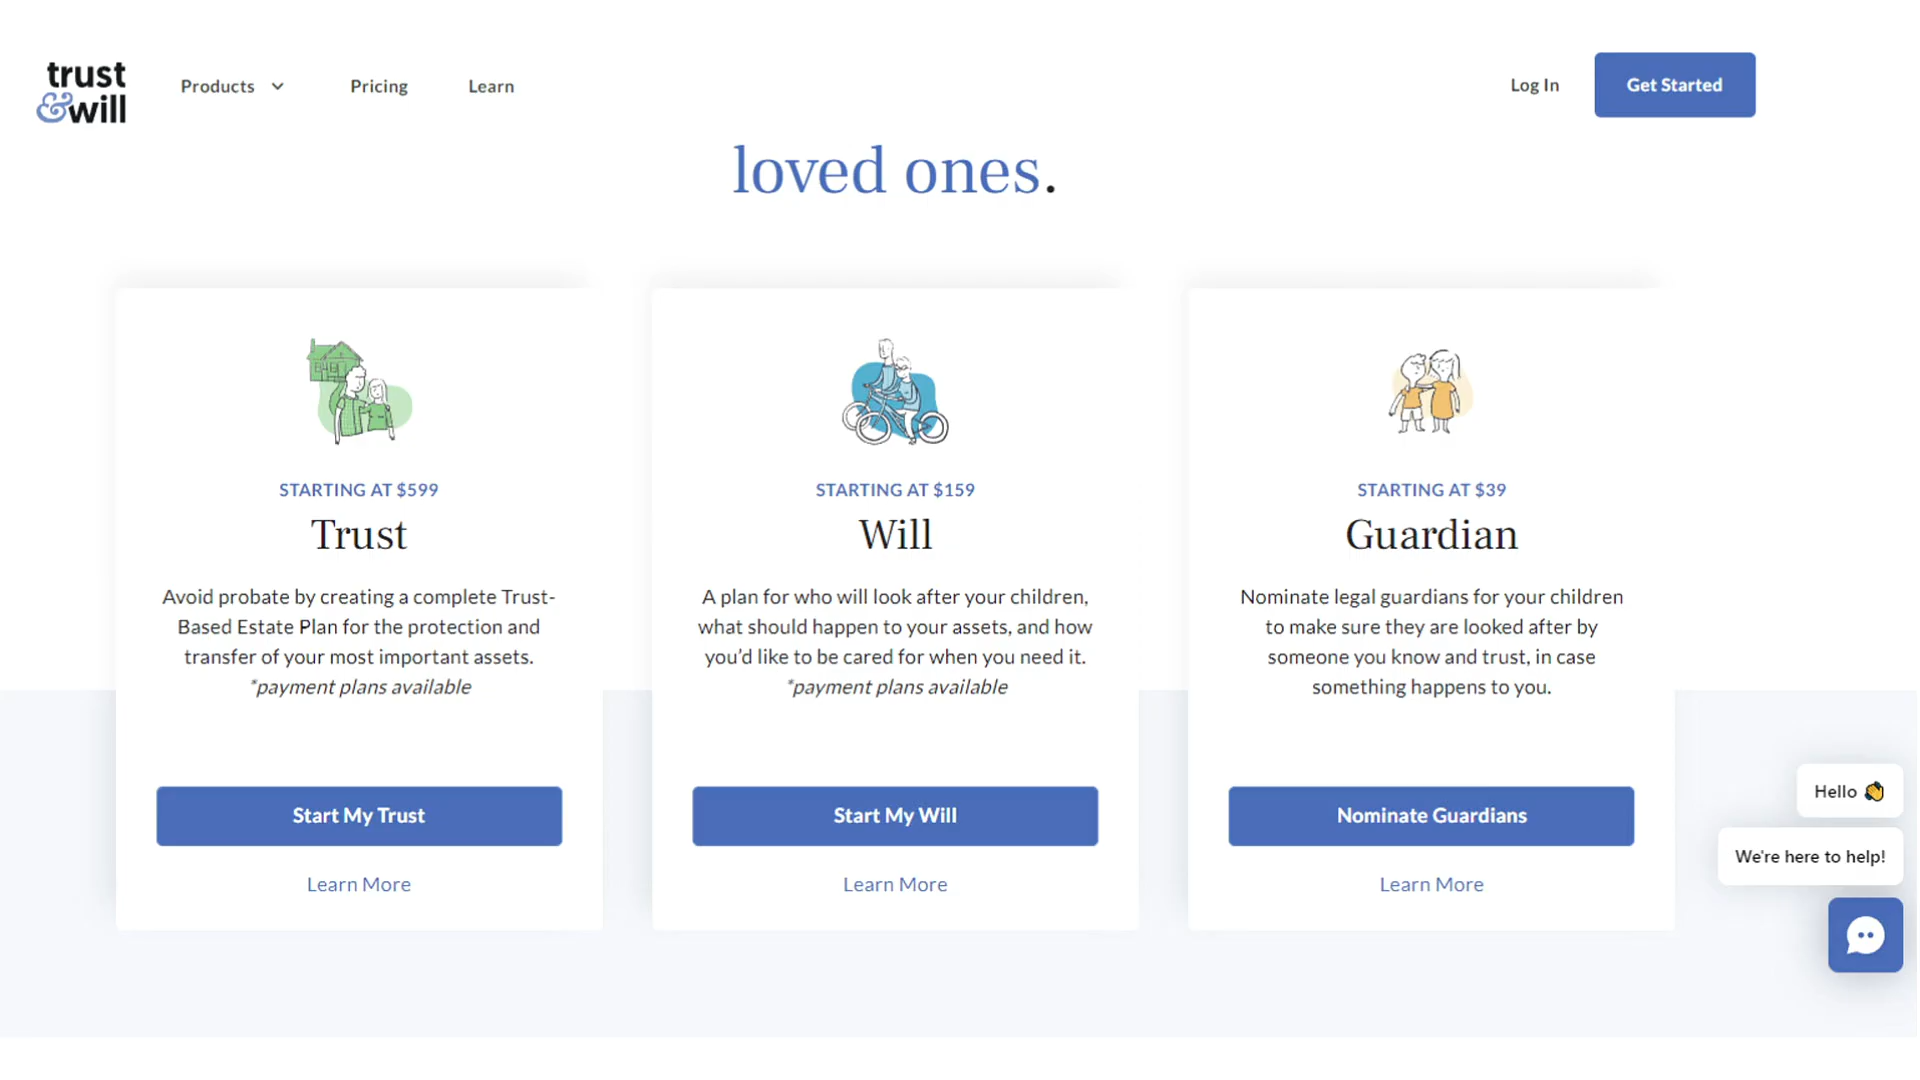 trust
&will
Products
Pricing
Learn
Log In
Get Started
loved ones.
STARTING AT $599
Trust
Avoid probate by creating a complete Trust-
Based Estate Plan for the protection and
transfer of your most important assets.
*payment plans available
Start My Trust
Learn More
STARTING AT $159
Will
A plan for who will look after your children,
what should happen to your assets, and how
you’d like to be cared for when you need it.
*payment plans available
Start My Will
Learn More
STARTING AT $39
Guardian
Nominate legal guardians for your children
to make sure they are looked after by
someone you know and trust, in case
something happens to you.
Nominate Guardians
Learn More
Hello 👋
We're here to help!